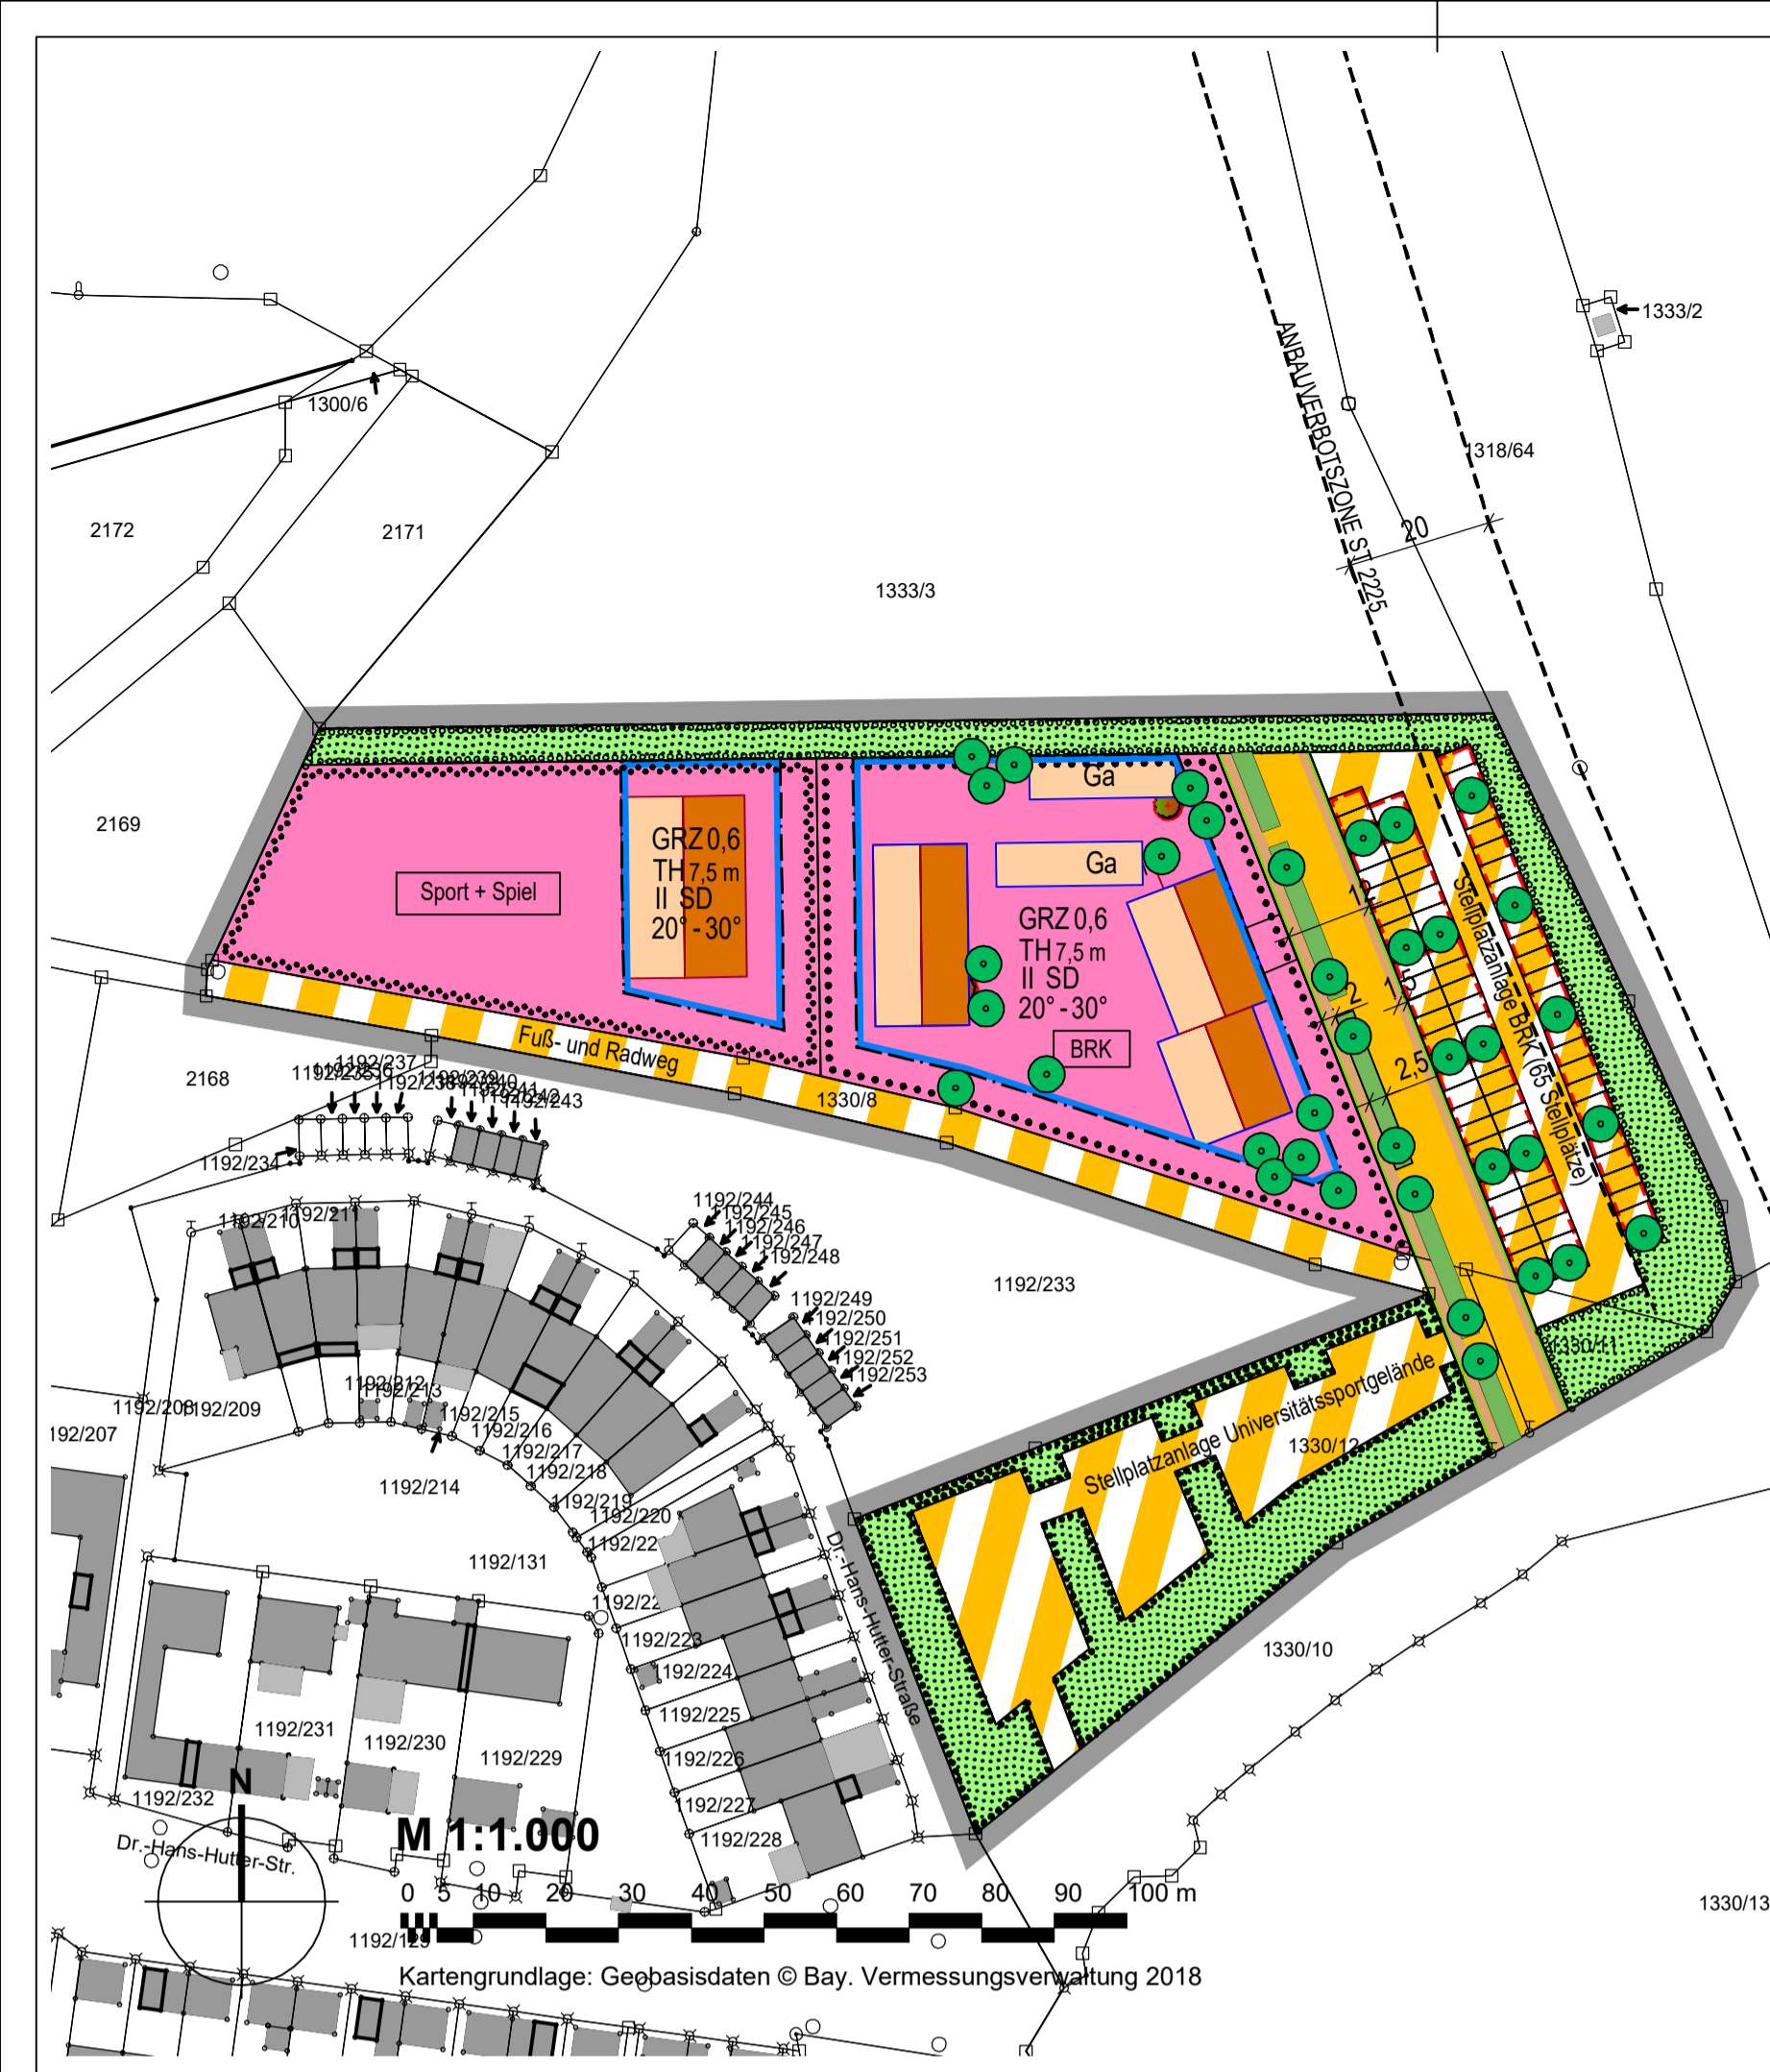 1333/2
1300/6
ANBAUVERBOTSZONE ST 2225
1318/64
20
2172
2171
1333/3
2169
Ga
GRZ 0,6
TH 7,5 m
II SD
20° - 30°
Sport + Spiel
Ga
GRZ 0,6
TH 7,5 m
II SD
20° - 30°
BRK
2
2,5
Stellplatzanlage BRK (65 Stellplätze)
Fuß- und Radweg
1330/8
2168
1192/237
1192/243
1192/234
1192/244
1192/245
1192/246
1192/247
1192/248
1192/233
1192/249
1192/250
1192/251
1192/252
1192/253
1192/210
1192/211
1330/11
1192/212
1192/213
1192/208
1192/209
1192/215
1192/216
1192/217
1192/218
1192/219
1192/220
1192/214
1192/131
Stellplatzanlage Universitätssportgelände
1330/12
Dr.-Hans-Hutter-Straße
1192/223
1192/224
1192/225
1192/226
1192/227
1192/228
1330/10
1192/231
1192/230
1192/229
1192/232
N
Dr.-Hans-Hutter-Str.
M 1:1.000
0 5 10 20 30 40 50 60 70 80 90 100 m
1330/13
1192/129
Kartengrundlage: Geobasisdaten © Bay. Vermessungsverwaltung 2018